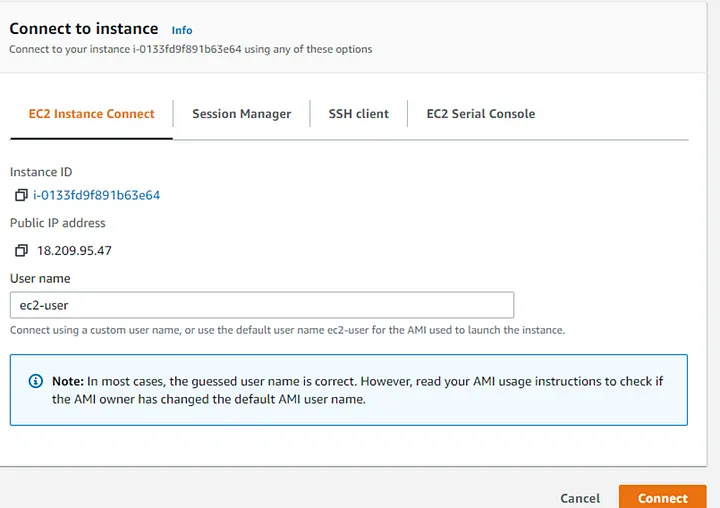 Connect to instance Info
Connect to your instance i-0133fd9f891b63e64 using any of these options
EC2 Instance Connect Session Manager SSH client EC2 Serial Console
Instance ID
i-0133fd9f891b63e64
Public IP address
18.209.95.47
User name
ec2-user
Connect using a custom user name, or use the default user name ec2-user for the AMI used to launch the instance.
Note: In most cases, the guessed user name is correct. However, read your AMI usage instructions to check if
the AMI owner has changed the default AMI user name.
Cancel Connect